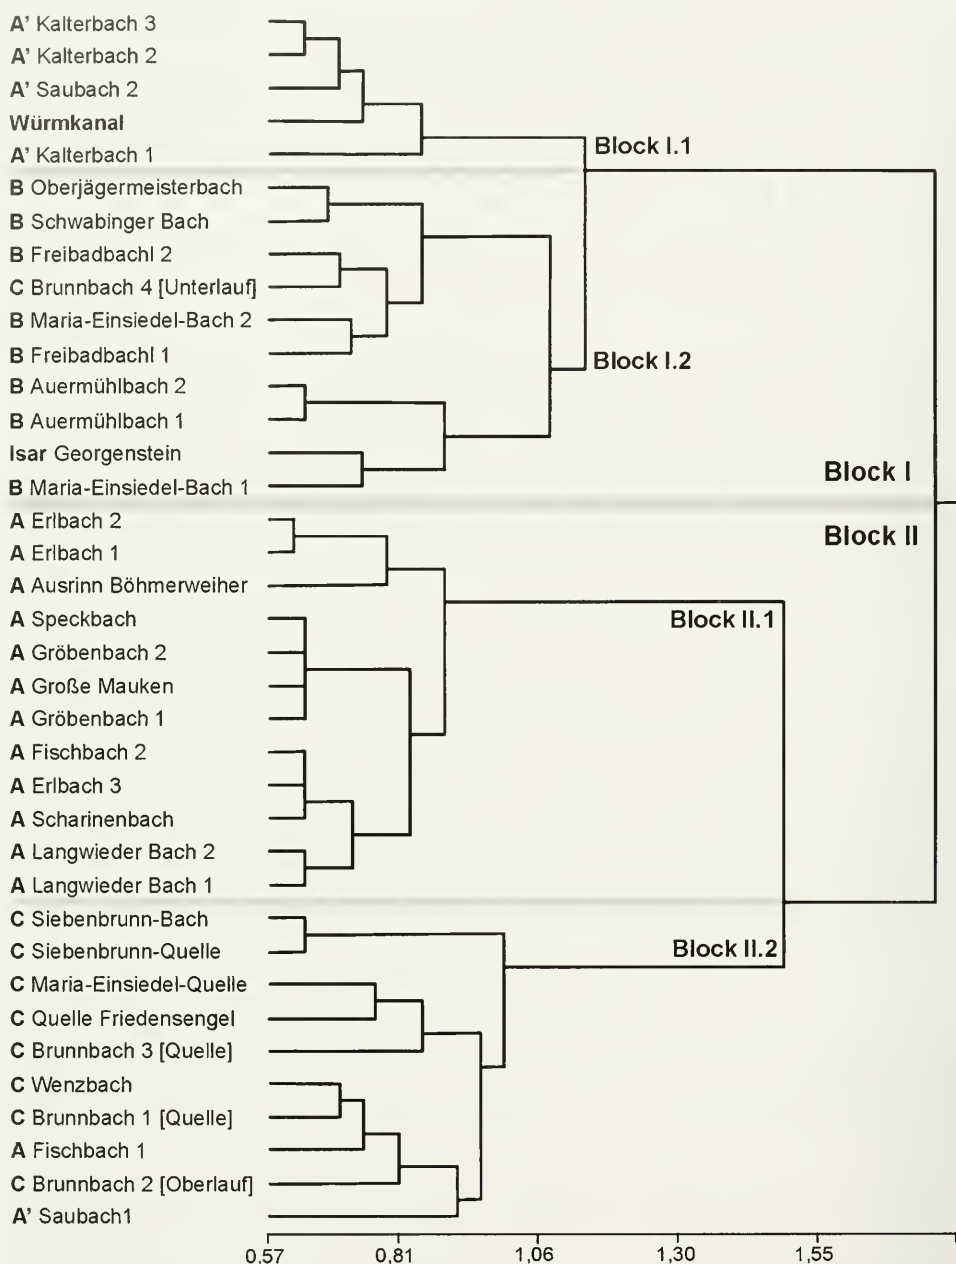 A' Kalterbach 3
A' Kalterbach 2
A' Saubach 2
Würmkanal
A' Kalterbach 1
Block I.1
B Oberjägermeisterbach
B Schwabinger Bach
B Freibadbachl 2
C Brunnbach 4 [Unterlauf]
B Maria-Einsiedel-Bach 2
B Freibadbachl 1
Block I.2
B Auermühlbach 2
B Auermühlbach 1
Isar Georgenstein
B Maria-Einsiedel-Bach 1
Block I
Block II
A Erlbach 2
A Erlbach 1
A Ausrinn Böhmerweiher
A Speckbach
Block II.1
A Gröbenbach 2
A Große Mauken
A Gröbenbach 1
A Fischbach 2
A Erlbach 3
A Scharinenbach
A Langwieder Bach 2
A Langwieder Bach 1
C Siebenbrunn-Bach
C Siebenbrunn-Quelle
Block II.2
C Maria-Einsiedel-Quelle
C Quelle Friedensengel
C Brunnbach 3 [Quelle]
C Wenzbach
C Brunnbach 1 [Quelle]
A Fischbach 1
C Brunnbach 2 [Oberlauf]
A' Saubach1
0,57 0,81 1,06 1,30 1,55